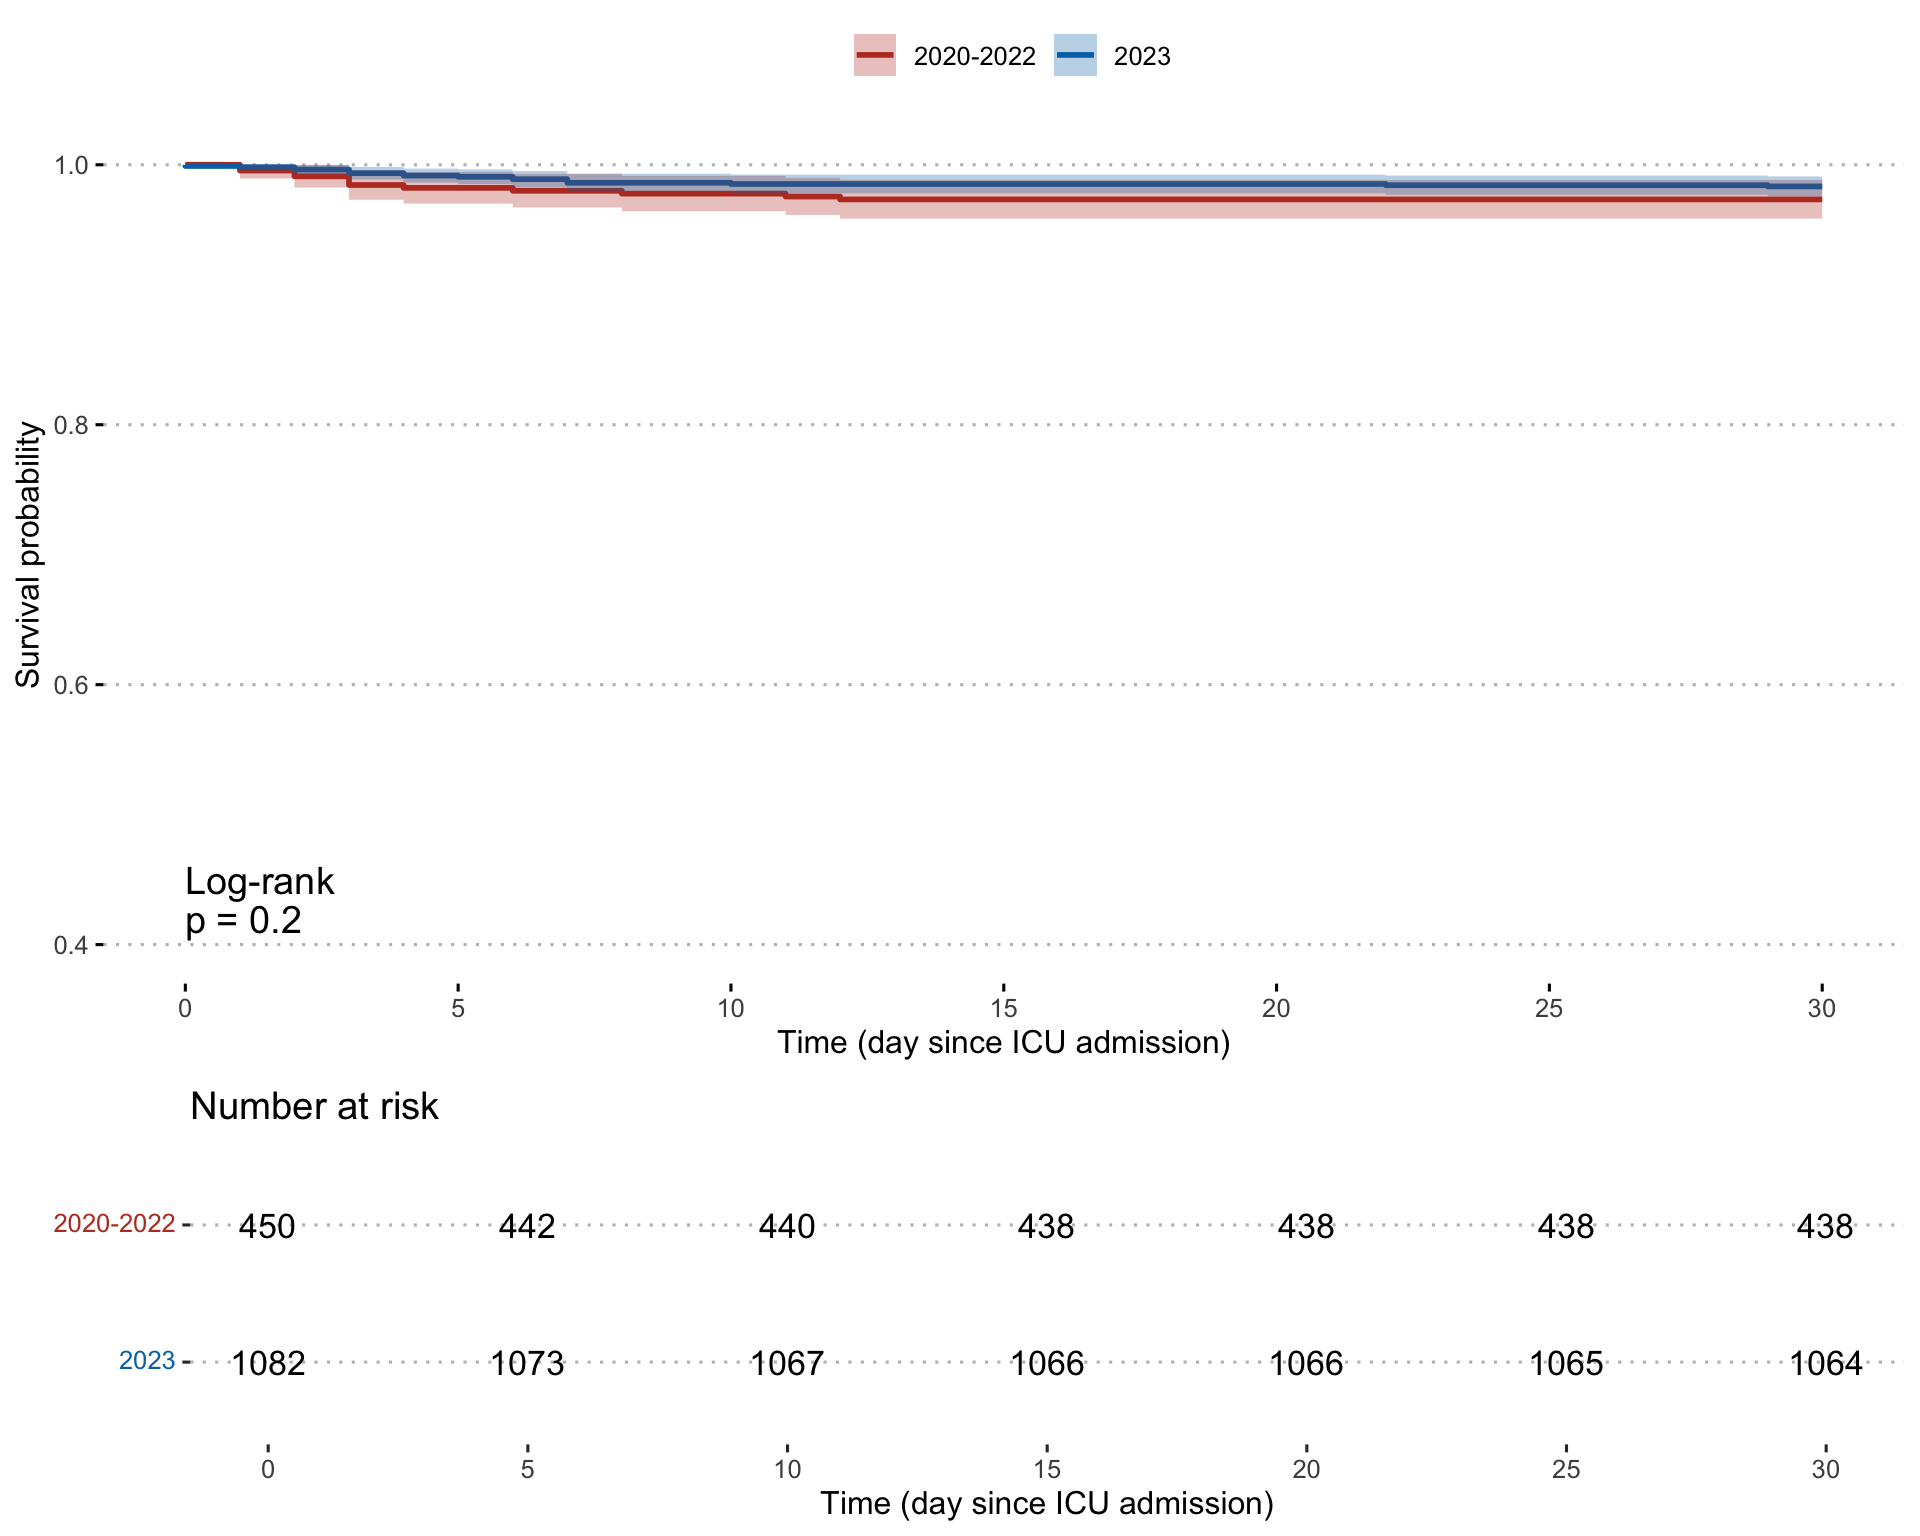 2020-2022 2023
1.0
0.8
0.6
0.4
Survival probability
Log-rank
p = 0.2
0 5 10 15 20 25 30
Time (day since ICU admission)
Number at risk
2020-2022 450 442 440 438 438 438 438
2023 1082 1073 1067 1066 1066 1065 1064
0 5 10 15 20 25 30
Time (day since ICU admission)